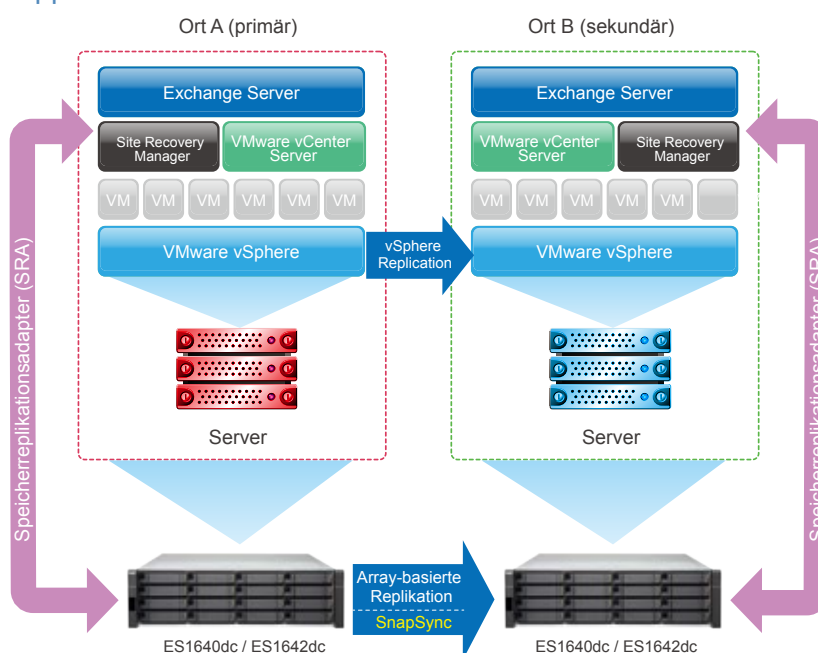 Ort A (primär)
Ort B (sekundär)
Exchange Server
Exchange Server
Site Recovery
Manager
VMware vCenter
Server
VMware vCenter
Server
Site Recovery
Manager
VM VM VM VM VM VM
VM VM VM VM VM
VMware vSphere
vSphere
Replication
VMware vSphere
Speicherreplikationsadapter (SRA)
Speicherreplikationsadapter (SRA)
Server
Server
Array-basierte
Replikation
SnapSync
ES1640dc / ES1642dc
ES1640dc / ES1642dc